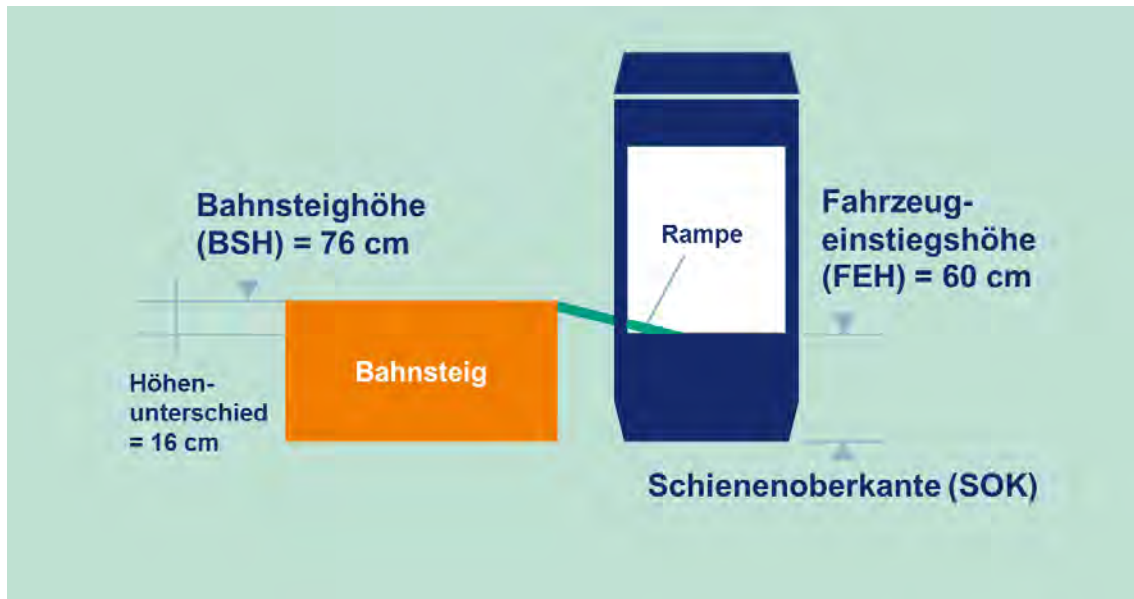 Bahnsteighöhe
(BSH) = 76 cm
Rampe
Fahrzeug-
einstiegshöhe
(FEH) = 60 cm
Bahnsteig
Höhen-
unterschied
= 16 cm
Schienenoberkante (SOK)